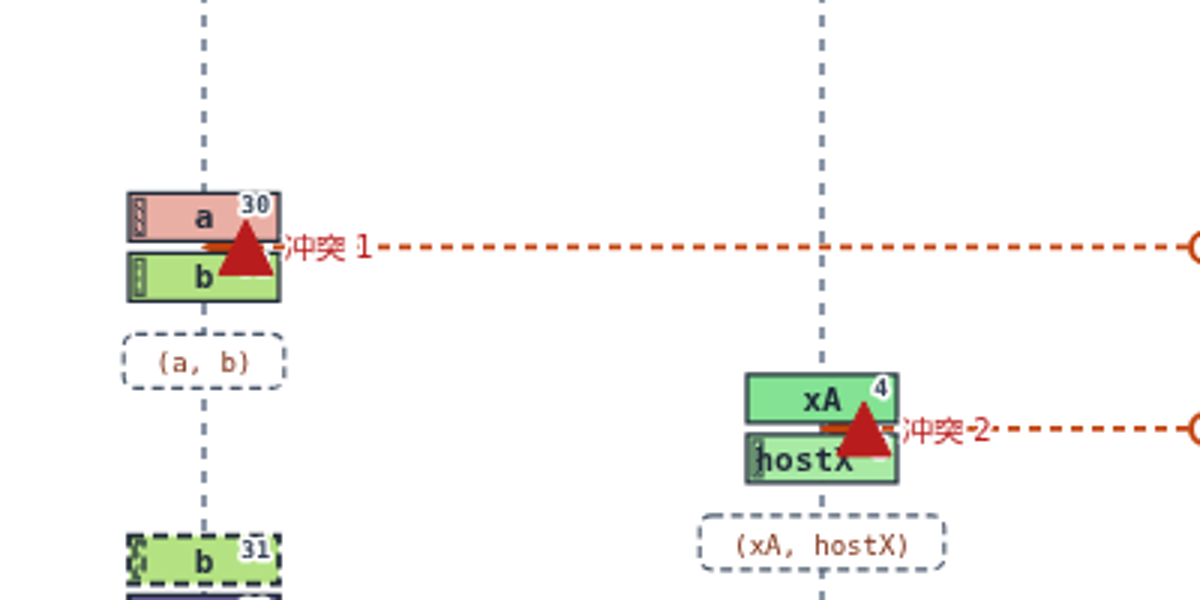 30
a
冲突 1
b
(a, b)
4
xA
冲突 2
hostX
(xA, hostX)
31
b